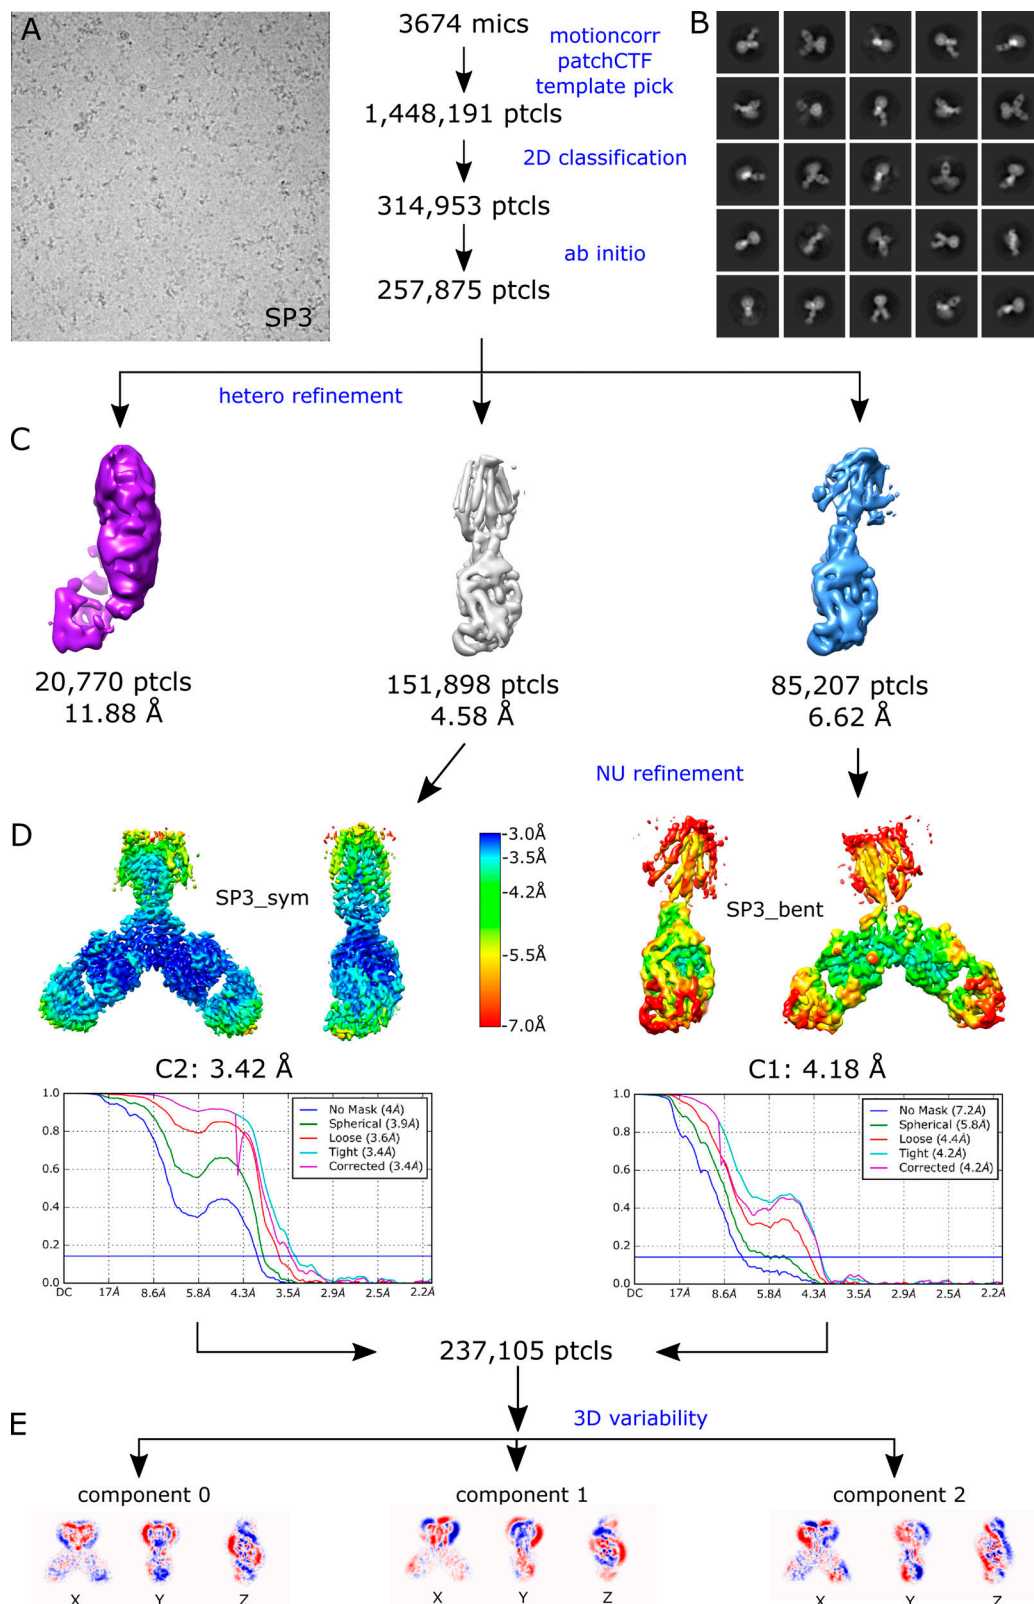 A
3674 mics
B
motioncorr
patchCTF
template pick
1,448,191 ptcls
2D classification
314,953 ptcls
ab initio
257,875 ptcls
SP3
hetero refinement
C
20,770 ptcls
11.88 Å
151,898 ptcls
4.58 Å
85,207 ptcls
6.62 Å
NU refinement
D
SP3_sym
-3.0Å
-3.5Å
-4.2Å
-5.5Å
-7.0Å
SP3_bent
C2: 3.42 Å
C1: 4.18 Å
1.0
0.8
0.6
0.4
0.2
0.0
DC 17Å 8.6Å 5.8Å 4.3Å 3.5Å 2.9Å 2.5Å 2.2Å
No Mask (4Å)
Spherical (3.9Å)
Loose (3.6Å)
Tight (3.4Å)
Corrected (3.4Å)
1.0
0.8
0.6
0.4
0.2
0.0
DC 17Å 8.6Å 5.8Å 4.3Å 3.5Å 2.9Å 2.5Å 2.2Å
No Mask (7.2Å)
Spherical (5.8Å)
Loose (4.4Å)
Tight (4.2Å)
Corrected (4.2Å)
237,105 ptcls
3D variability
E
component 0
component 1
component 2
X Y Z
X Y Z
X Y Z